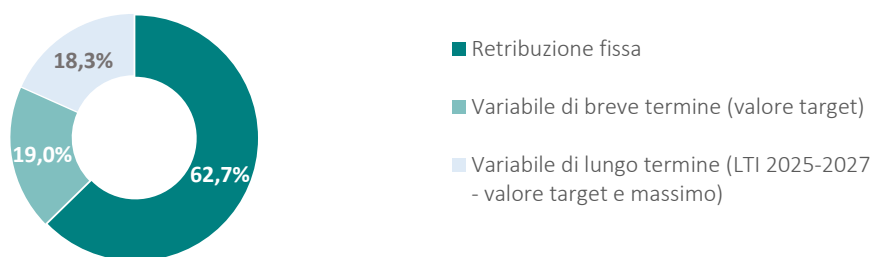 18,3%
19,0%
62,7%
Retribuzione fissa
Variabile di breve termine (valore target)
Variabile di lungo termine (LTI 2025-2027
- valore target e massimo)